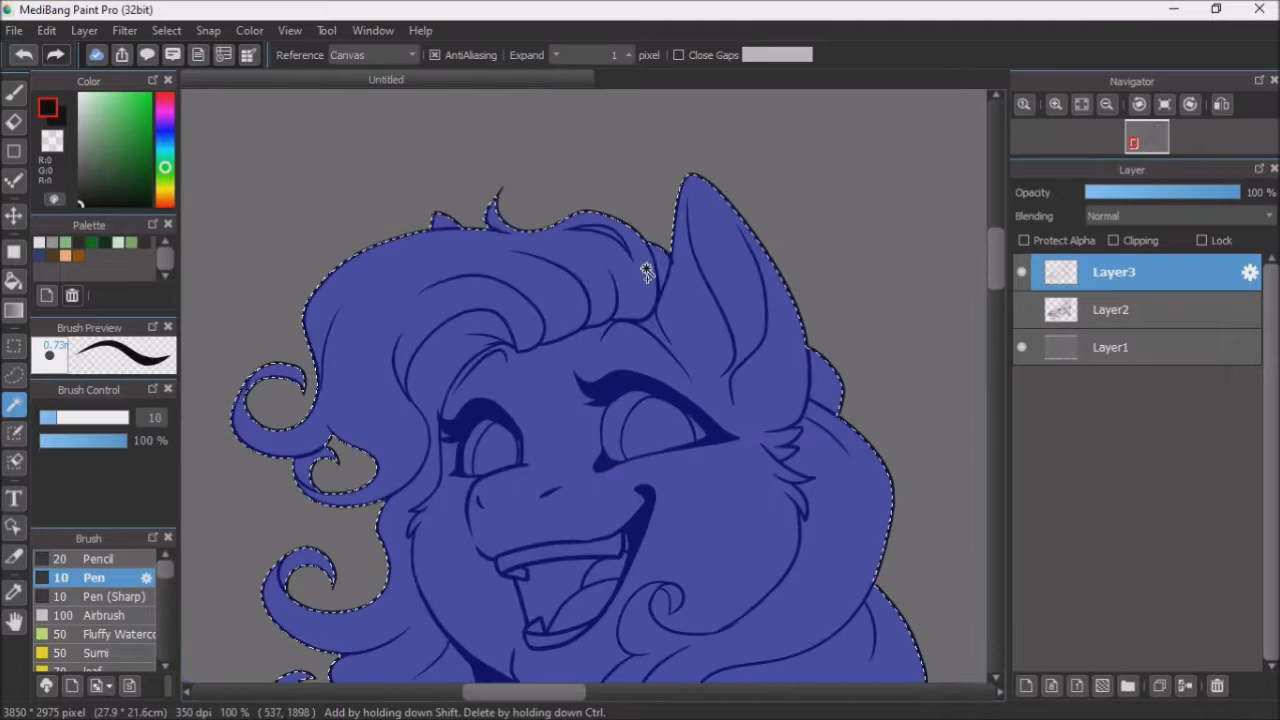 MediBang Paint Pro (32bit)
File Edit Layer Filter Select Snap Color View Tool Window Help
Reference Canvas AntiAliasing Expand 1 pixel Close Gaps
Color
Untitled
Navigator
R:0
G:0
B:0
Layer
Opacity 100 %
Blending Normal
Palette
Protect Alpha Clipping Lock
Layer3
Layer2
Brush Preview
Layer1
Brush Control
10
100 %
Brush
20 Pencil
10 Pen
10 Pen (Sharp)
100 Airbrush
50 Fluffy Waterco
50 Sumi
3850 * 2975 pixel (27.9 * 21.6cm) 350 dpi 100 % ( 537, 1898 ) Add by holding down Shift. Delete by holding down Ctrl.